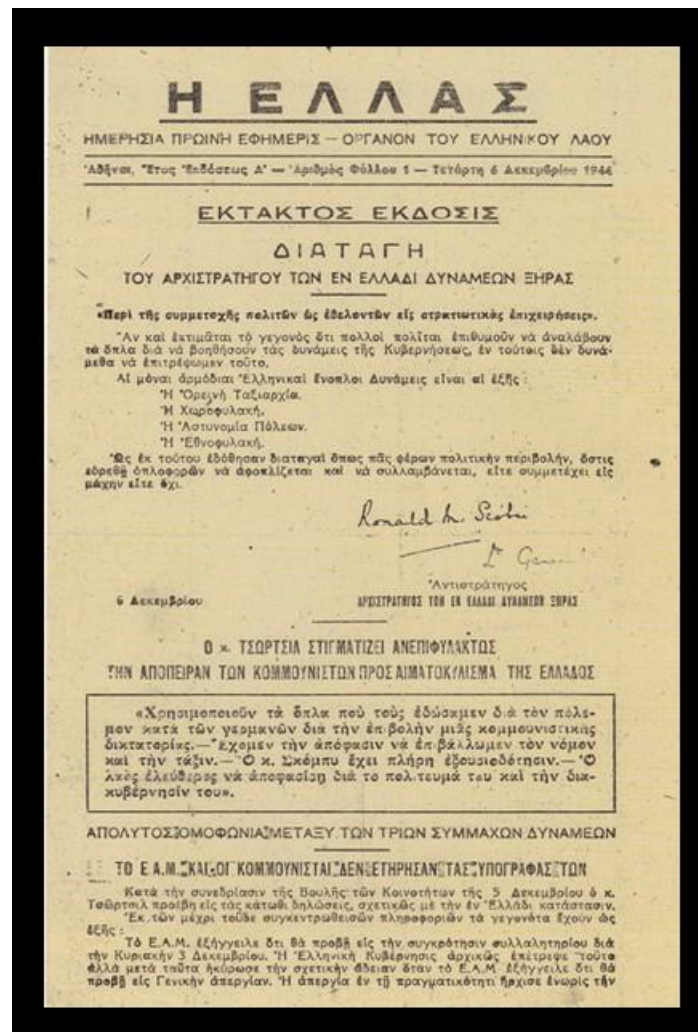 Η ΕΛΛΑΣ
ΗΜΕΡΗΣΙΑ ΠΡΩΙΝΗ ΕΦΗΜΕΡΙΣ — ΟΡΓΑΝΟΝ ΤΟΥ ΕΛΛΗΝΙΚΟΥ ΛΑΟΥ
Ἀθῆναι, Ἔτος Ἐκδόσεως Α' — Ἀριθμὸς Φύλλου 1 — Τετάρτη 6 Δεκεμβρίου 1944
ΕΚΤΑΚΤΟΣ ΕΚΔΟΣΙΣ
ΔΙΑΤΑΓΗ
ΤΟΥ ΑΡΧΙΣΤΡΑΤΗΓΟΥ ΤΩΝ ΕΝ ΕΛΛΑΔΙ ΔΥΝΑΜΕΩΝ ΞΗΡΑΣ
«Περὶ τῆς συμμετοχῆς πολιτῶν ὡς ἐθελοντῶν εἰς στρατιωτικὰς ἐπιχειρήσεις».
Ἂν καὶ ἐκτιμᾶται τὸ γεγονὸς ὅτι πολλοὶ πολῖται ἐπιθυμοῦν νὰ ἀναλάβουν
τὰ ὅπλα διὰ νὰ βοηθήσουν τὰς δυνάμεις τῆς Κυβερνήσεως, ἐν τούτοις δὲν δυνά-
μεθα νὰ ἐπιτρέψωμεν τοῦτο.
Αἱ μόναι ἁρμόδιαι Ἑλληνικαὶ ἔνοπλοι Δυνάμεις εἶναι αἱ ἑξῆς :
Ἡ Ὀρεινὴ Ταξιαρχία.
Ἡ Χωροφυλακή.
Ἡ Ἀστυνομία Πόλεων.
Ἡ Ἐθνοφυλακή.
Ὡς ἐκ τούτου ἐδόθησαν διαταγαὶ ὅπως πᾶς φέρων πολιτικὴν περιβολήν, ὅστις
εὑρεθῇ ὁπλοφορῶν νὰ ἀφοπλίζεται καὶ νὰ συλλαμβάνεται, εἴτε συμμετέχει εἰς
μάχην εἴτε ὄχι.
Ronald M. Scobie
Ἀντιστράτηγος
6 Δεκεμβρίου
ΑΡΧΙΣΤΡΑΤΗΓΟΣ ΤΩΝ ΕΝ ΕΛΛΑΔΙ ΔΥΝΑΜΕΩΝ ΞΗΡΑΣ
Ο κ. ΤΣΩΡΤΣΙΛ ΣΤΙΓΜΑΤΙΖΕΙ ΑΝΕΠΙΦΥΛΑΚΤΩΣ
ΤΗΝ ΑΠΟΠΕΙΡΑΝ ΤΩΝ ΚΟΜΜΟΥΝΙΣΤΩΝ ΠΡΟΣ ΑΙΜΑΤΟΚΥΛΙΣΜΑ ΤΗΣ ΕΛΛΑΔΟΣ
«Χρησιμοποιοῦν τὰ ὅπλα ποὺ τοὺς ἐδώσαμεν διὰ τὸν πόλε-
μον κατὰ τῶν γερμανῶν διὰ τὴν ἐπιβολὴν μιᾶς κομμουνιστικῆς
δικτατορίας.— Ἔχομεν τὴν ἀπόφασιν νὰ ἐπιβάλλωμεν τὸν νόμον
καὶ τὴν τάξιν.— Ὁ κ. Σκόμπυ ἔχει πλήρη ἐξουσιοδότησιν.— Ὁ
λαὸς ἐλεύθερος νὰ ἀποφασίσῃ διὰ τὸ πολίτευμά του καὶ τὴν δια-
κυβέρνησίν του».
ΑΠΟΛΥΤΟΣ ΟΜΟΦΩΝΙΑ ΜΕΤΑΞΥ ΤΩΝ ΤΡΙΩΝ ΣΥΜΜΑΧΩΝ ΔΥΝΑΜΕΩΝ
ΤΟ Ε.Α.Μ. ΚΑΙ ΟΙ ΚΟΜΜΟΥΝΙΣΤΑΙ ΔΕΝ ΕΤΗΡΗΣΑΝ ΤΑΣ ΥΠΟΓΡΑΦΑΣ ΤΩΝ
Κατὰ τὴν συνεδρίασιν τῆς Βουλῆς τῶν Κοινοτήτων τῆς 5 Δεκεμβρίου ὁ κ.
Τσῶρτσιλ προέβη εἰς τὰς κάτωθι δηλώσεις, σχετικῶς μὲ τὴν ἐν Ἑλλάδι κατάστασιν.
Ἐκ τῶν μέχρι τοῦδε συγκεντρωθεισῶν πληροφοριῶν τὰ γεγονότα ἔχουν ὡς
ἑξῆς :
Τὸ Ε.Α.Μ. ἐξήγγειλε ὅτι θὰ προβῇ εἰς τὴν συγκρότησιν συλλαλητηρίου διὰ
τὴν Κυριακὴν 3 Δεκεμβρίου. Ἡ Ἑλληνικὴ Κυβέρνησις ἀρχικῶς ἐπέτρεψε τοῦτο
ἀλλὰ μετὰ ταῦτα ἠκύρωσε τὴν σχετικὴν ἄδειαν ὅταν τὸ Ε.Α.Μ. ἐξήγγειλε ὅτι θὰ
προβῇ εἰς Γενικὴν ἀπεργίαν. Ἡ ἀπεργία ἐν τῇ πραγματικότητι ἤρχισε ἐνωρὶς τὴν